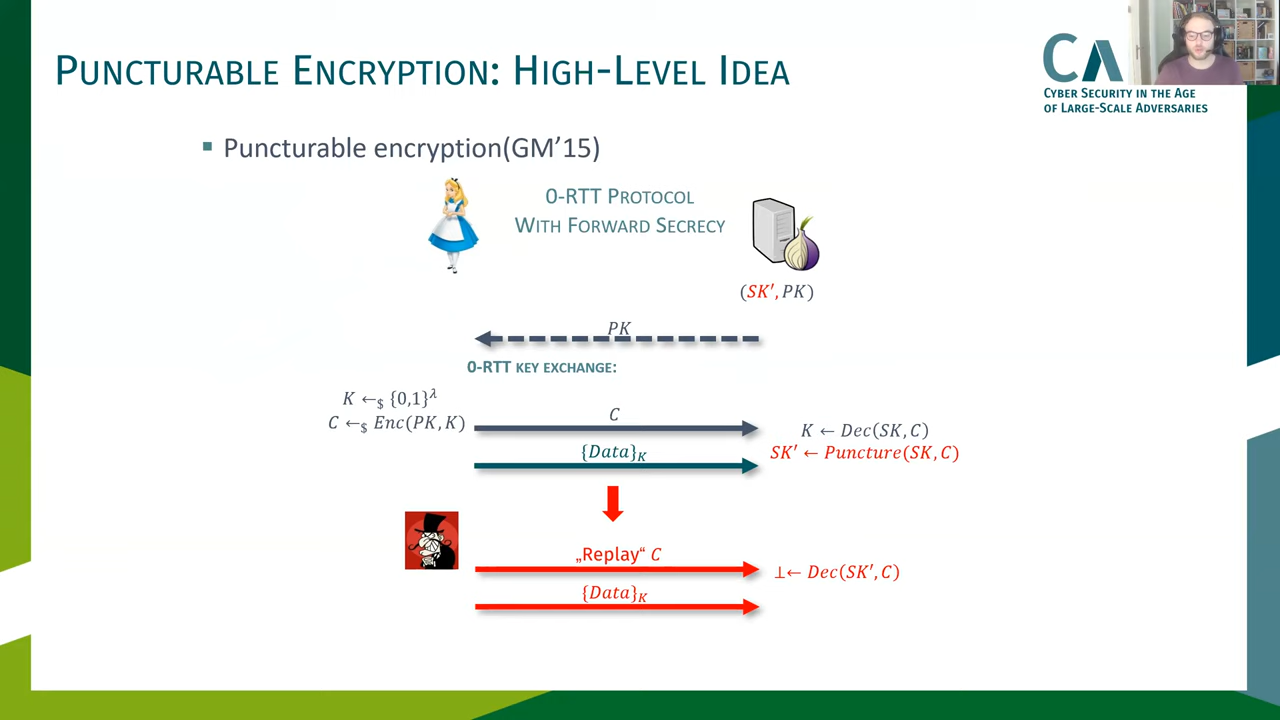 PUNCTURABLE ENCRYPTION: HIGH-LEVEL IDEA
CA
CYBER SECURITY IN THE AGE
OF LARGE-SCALE ADVERSARIES
▪ Puncturable encryption(GM’15)
0-RTT PROTOCOL
WITH FORWARD SECRECY
(SK′, PK)
PK
0-RTT KEY EXCHANGE:
K ←$ {0,1}^λ
C ←$ Enc(PK, K)
C
{Data}_K
K ← Dec(SK, C)
SK′ ← Puncture(SK, C)
„Replay“ C
⊥← Dec(SK′, C)
{Data}_K